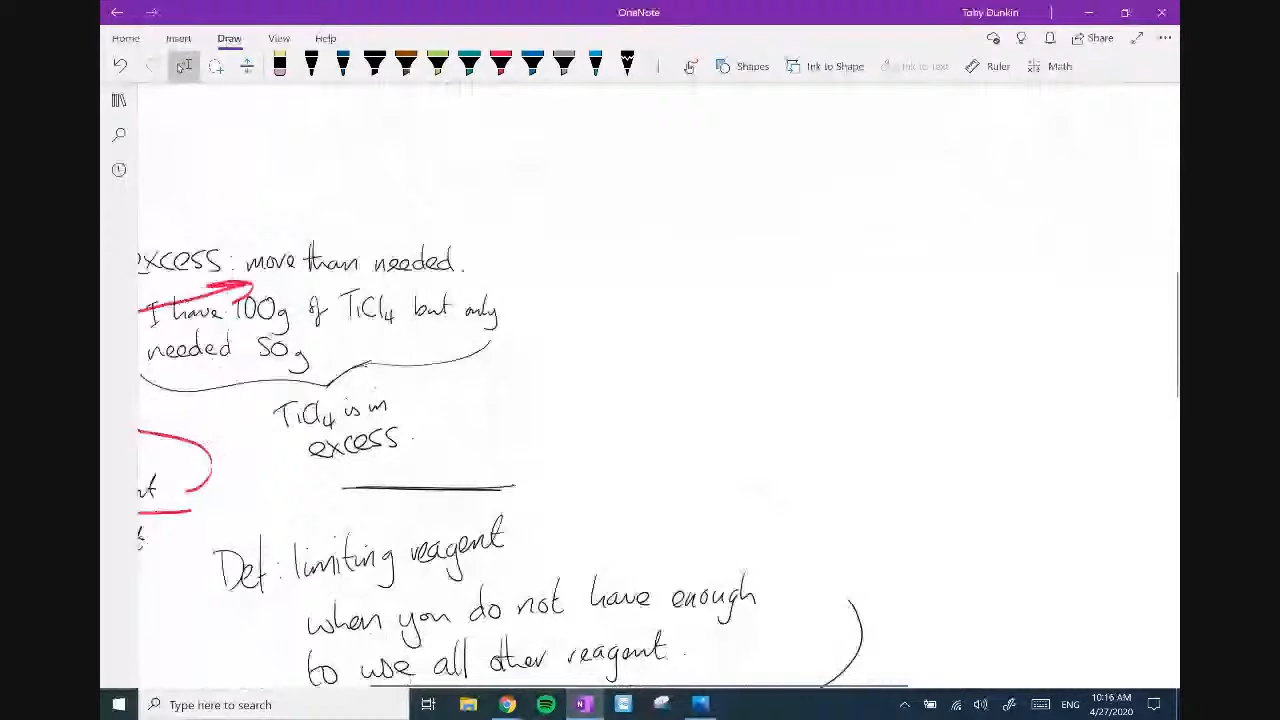 OneNote
Toby Dunkin
Home Insert Draw View Help
Share
Shapes Ink to Shape Ink to Text Ruler Math
excess: more than needed.
I have 100g of TiCl4 but only
needed 50g
TiCl4 is in
excess.
nt
Def: limiting reagent
when you do not have enough
to use all other reagent.
Type here to search
ENG
10:16 AM
4/27/2020